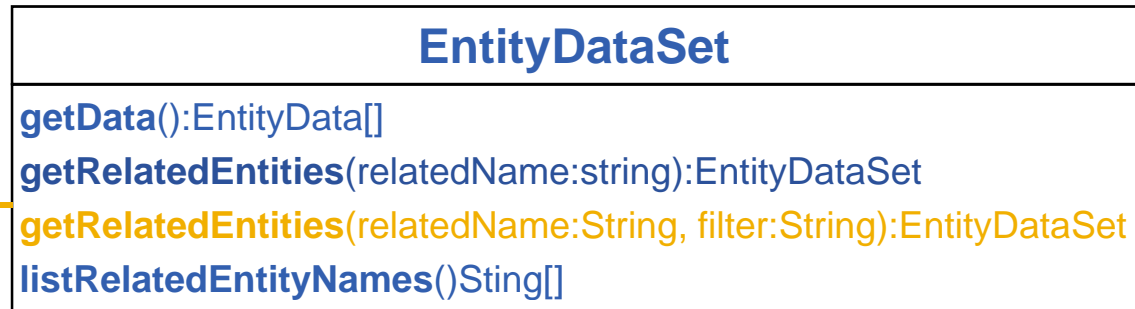 EntityDataSet
getData():EntityData[]
getRelatedEntities(relatedName:string):EntityDataSet
getRelatedEntities(relatedName:String, filter:String):EntityDataSet
listRelatedEntityNames()Sting[]